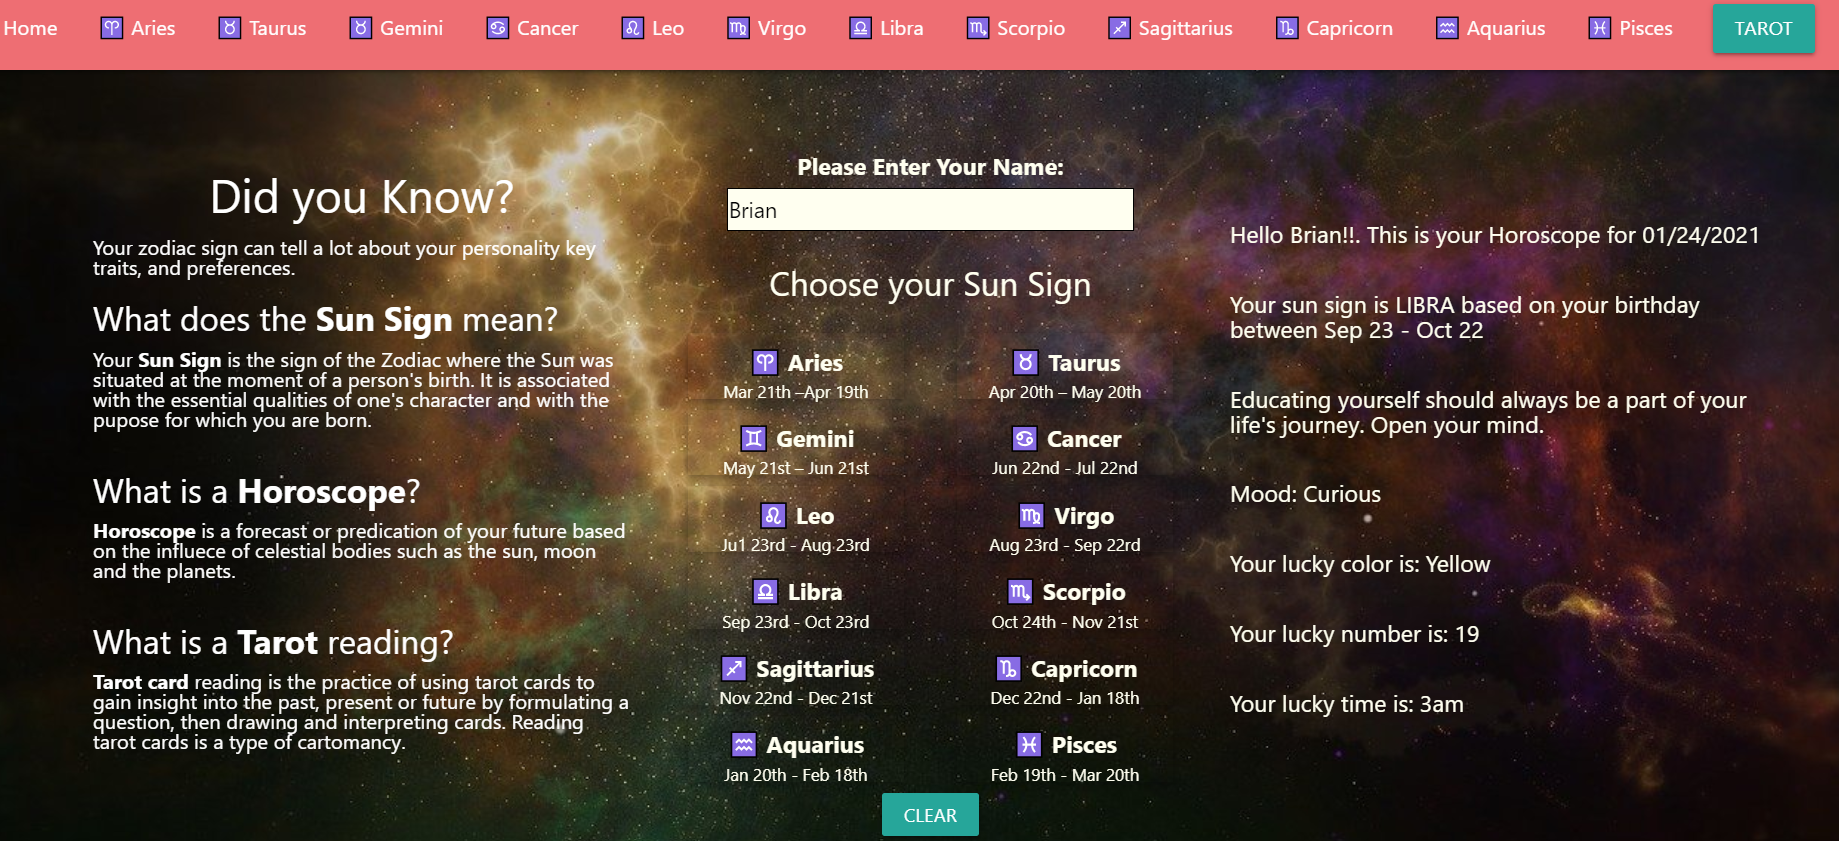 Home ♈ Aries ♉ Taurus ♉ Gemini ♋ Cancer ♌ Leo ♍ Virgo ♎ Libra ♏ Scorpio ♐ Sagittarius ♑ Capricorn ♒ Aquarius ♓ Pisces TAROT
Did you Know?
Your zodiac sign can tell a lot about your personality key
traits, and preferences.
What does the Sun Sign mean?
Your Sun Sign is the sign of the Zodiac where the Sun was
situated at the moment of a person's birth. It is associated
with the essential qualities of one's character and with the
pupose for which you are born.
What is a Horoscope?
Horoscope is a forecast or predication of your future based
on the influece of celestial bodies such as the sun, moon
and the planets.
What is a Tarot reading?
Tarot card reading is the practice of using tarot cards to
gain insight into the past, present or future by formulating a
question, then drawing and interpreting cards. Reading
tarot cards is a type of cartomancy.
Please Enter Your Name:
Brian
Choose your Sun Sign
♈ Aries
Mar 21th –Apr 19th
♉ Taurus
Apr 20th – May 20th
♊ Gemini
May 21st – Jun 21st
♋ Cancer
Jun 22nd - Jul 22nd
♌ Leo
Ju1 23rd - Aug 23rd
♍ Virgo
Aug 23rd - Sep 22rd
♎ Libra
Sep 23rd - Oct 23rd
♏ Scorpio
Oct 24th - Nov 21st
♐ Sagittarius
Nov 22nd - Dec 21st
♑ Capricorn
Dec 22nd - Jan 18th
♒ Aquarius
Jan 20th - Feb 18th
♓ Pisces
Feb 19th - Mar 20th
CLEAR
Hello Brian!!. This is your Horoscope for 01/24/2021
Your sun sign is LIBRA based on your birthday
between Sep 23 - Oct 22
Educating yourself should always be a part of your
life's journey. Open your mind.
Mood: Curious
Your lucky color is: Yellow
Your lucky number is: 19
Your lucky time is: 3am